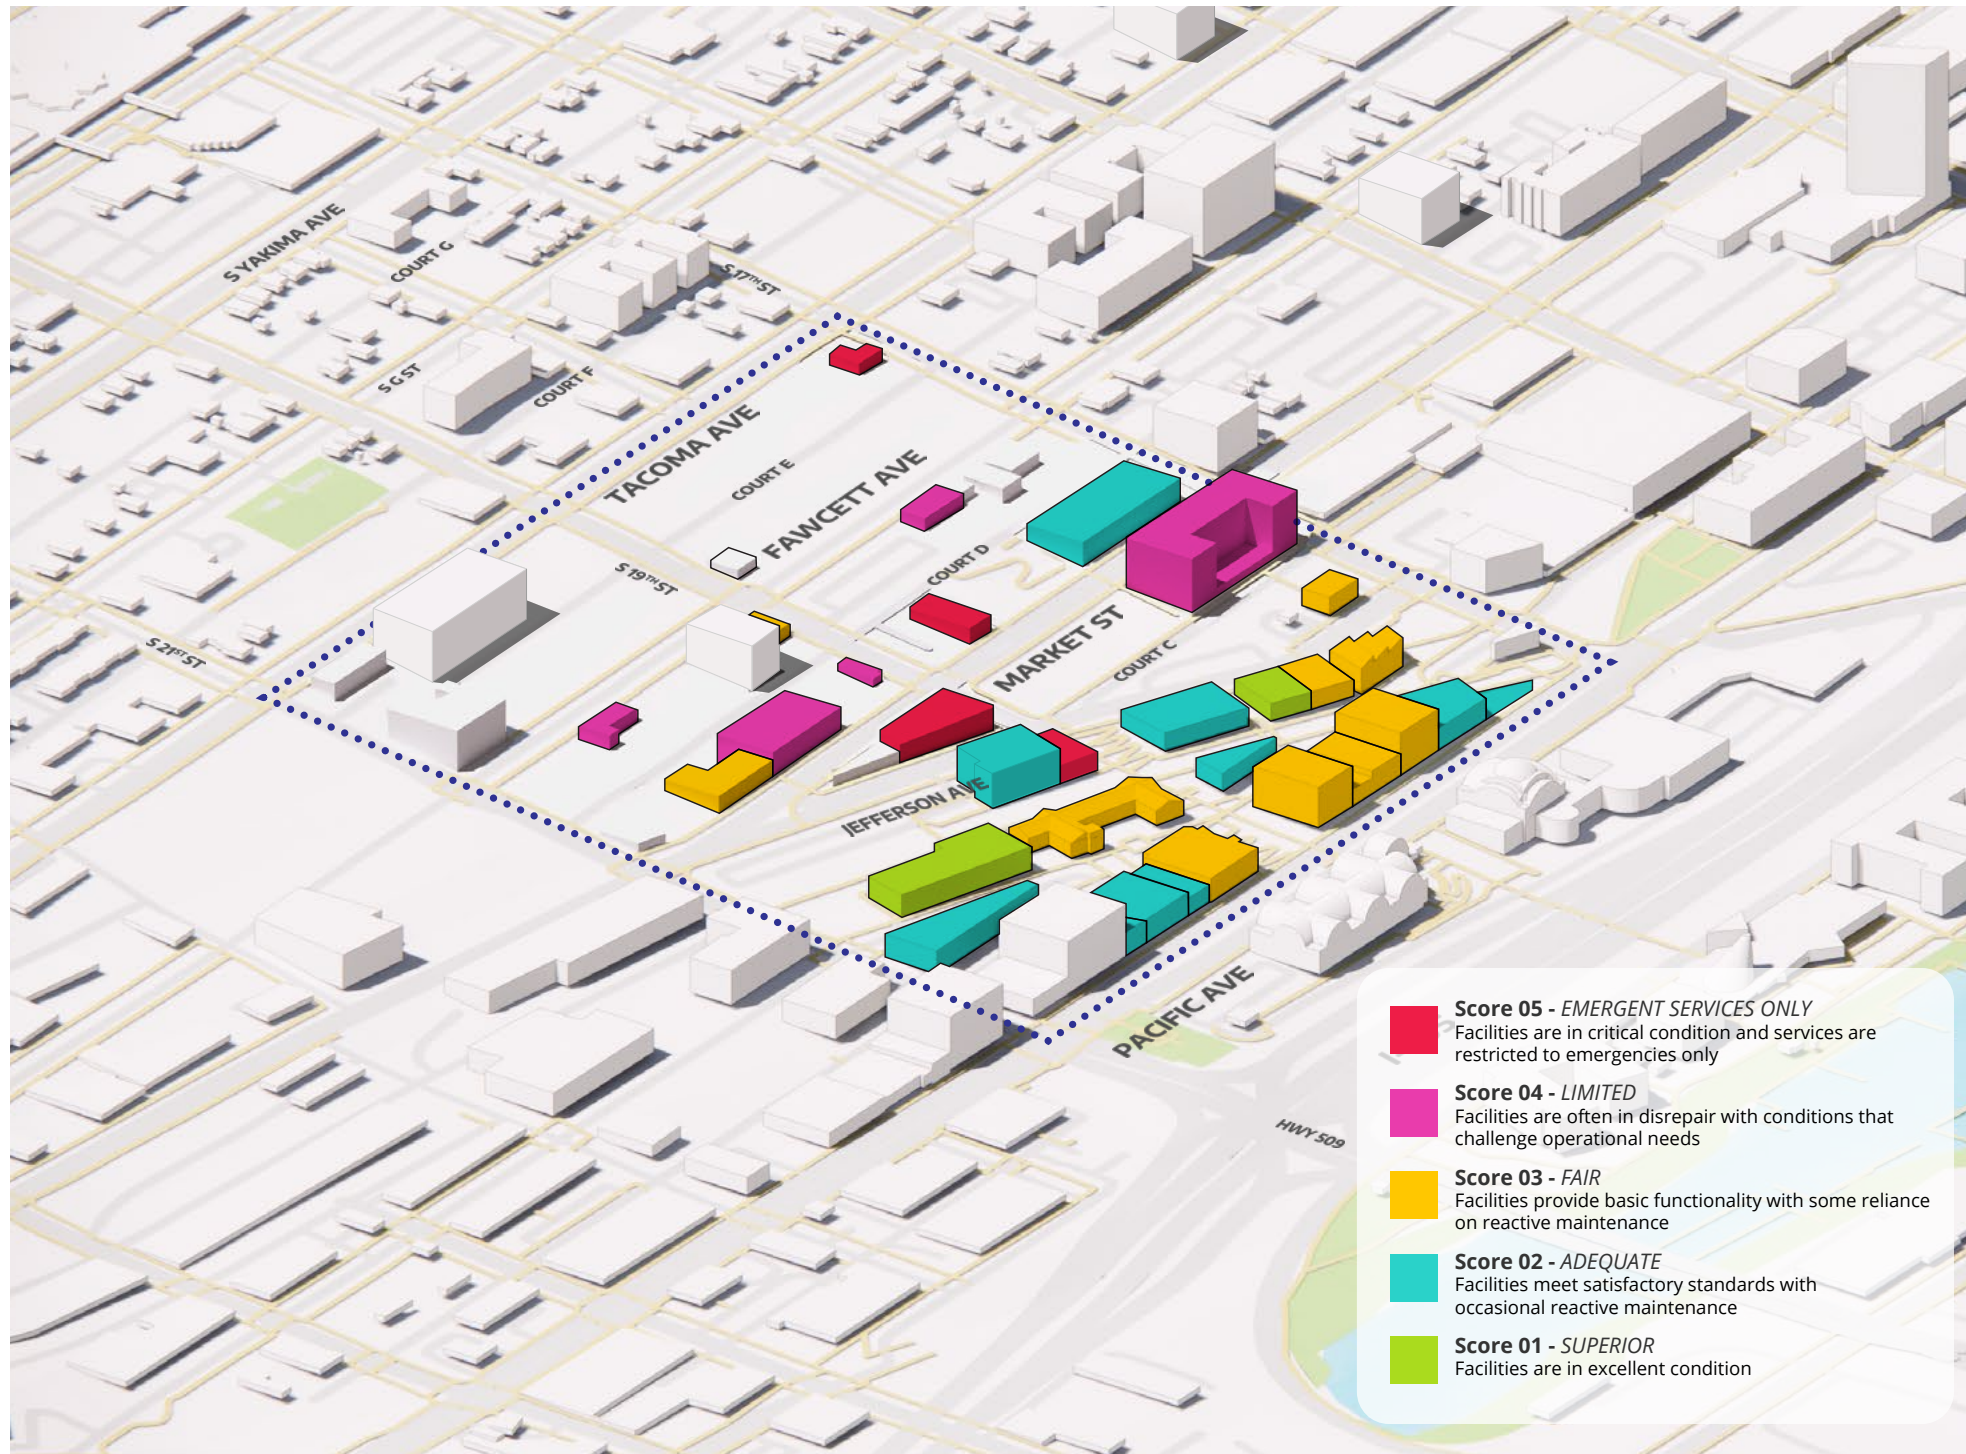 S YAKIMA AVE
COURT G
S 17TH ST
S G ST
COURT F
TACOMA AVE
COURT E
FAWCETT AVE
S 19TH ST
COURT D
S 21ST ST
MARKET ST
COURT C
JEFFERSON AVE
PACIFIC AVE
HWY 509
Score 05 - EMERGENT SERVICES ONLY
Facilities are in critical condition and services are
restricted to emergencies only
Score 04 - LIMITED
Facilities are often in disrepair with conditions that
challenge operational needs
Score 03 - FAIR
Facilities provide basic functionality with some reliance
on reactive maintenance
Score 02 - ADEQUATE
Facilities meet satisfactory standards with
occasional reactive maintenance
Score 01 - SUPERIOR
Facilities are in excellent condition